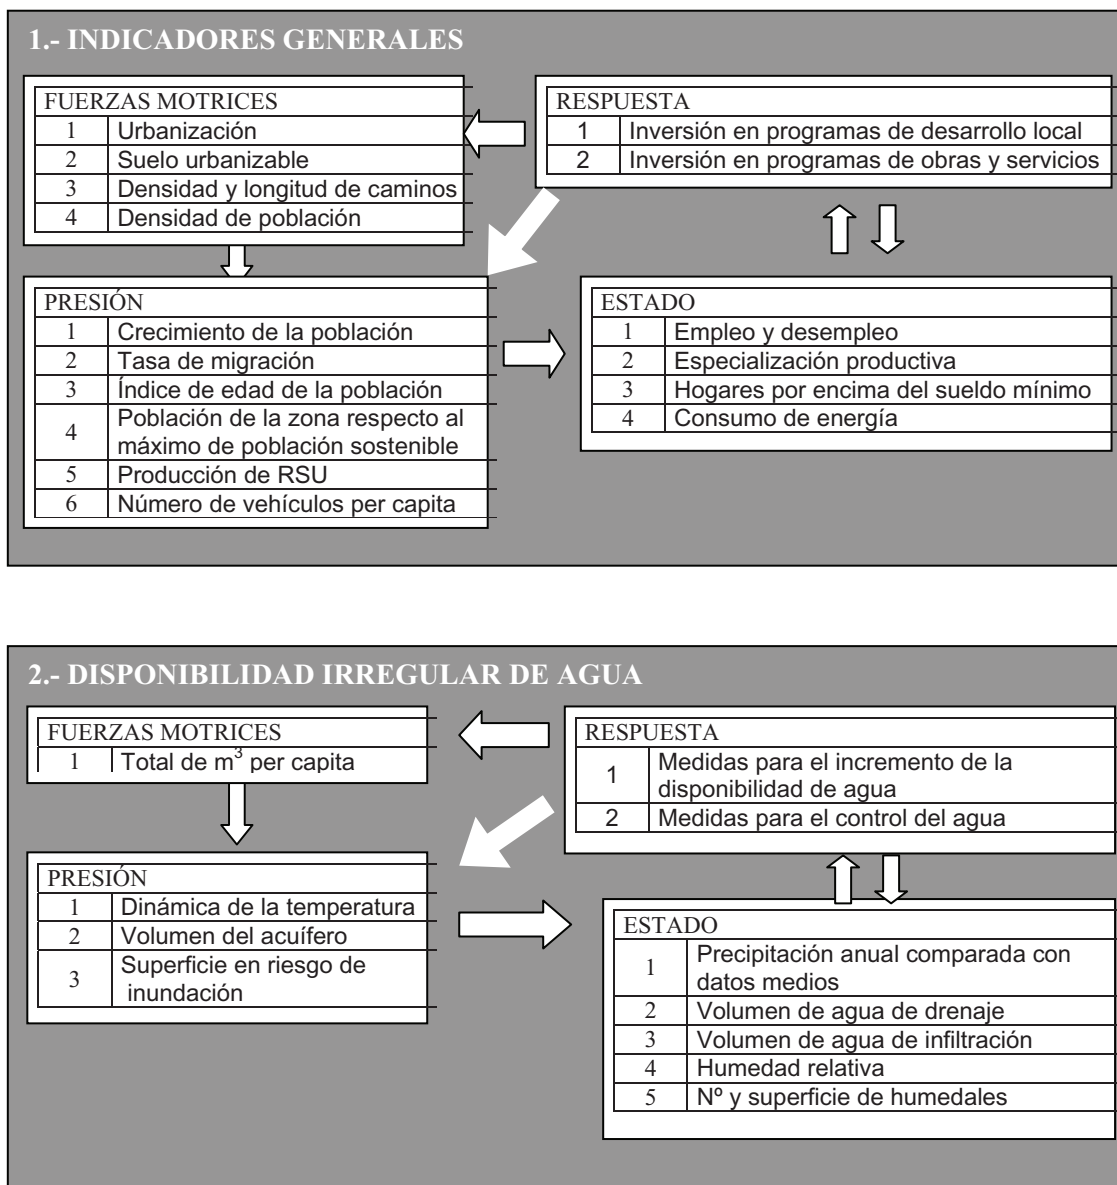 1.- INDICADORES GENERALES
FUERZAS MOTRICES
1 Urbanización
2 Suelo urbanizable
3 Densidad y longitud de caminos
4 Densidad de población
RESPUESTA
1 Inversión en programas de desarrollo local
2 Inversión en programas de obras y servicios
PRESIÓN
1 Crecimiento de la población
2 Tasa de migración
3 Índice de edad de la población
4 Población de la zona respecto al
máximo de población sostenible
5 Producción de RSU
6 Número de vehículos per capita
ESTADO
1 Empleo y desempleo
2 Especialización productiva
3 Hogares por encima del sueldo mínimo
4 Consumo de energía
2.- DISPONIBILIDAD IRREGULAR DE AGUA
FUERZAS MOTRICES
1 Total de m³ per capita
RESPUESTA
1 Medidas para el incremento de la
disponibilidad de agua
2 Medidas para el control del agua
PRESIÓN
1 Dinámica de la temperatura
2 Volumen del acuífero
3 Superficie en riesgo de
inundación
ESTADO
1 Precipitación anual comparada con
datos medios
2 Volumen de agua de drenaje
3 Volumen de agua de infiltración
4 Humedad relativa
5 Nº y superficie de humedales